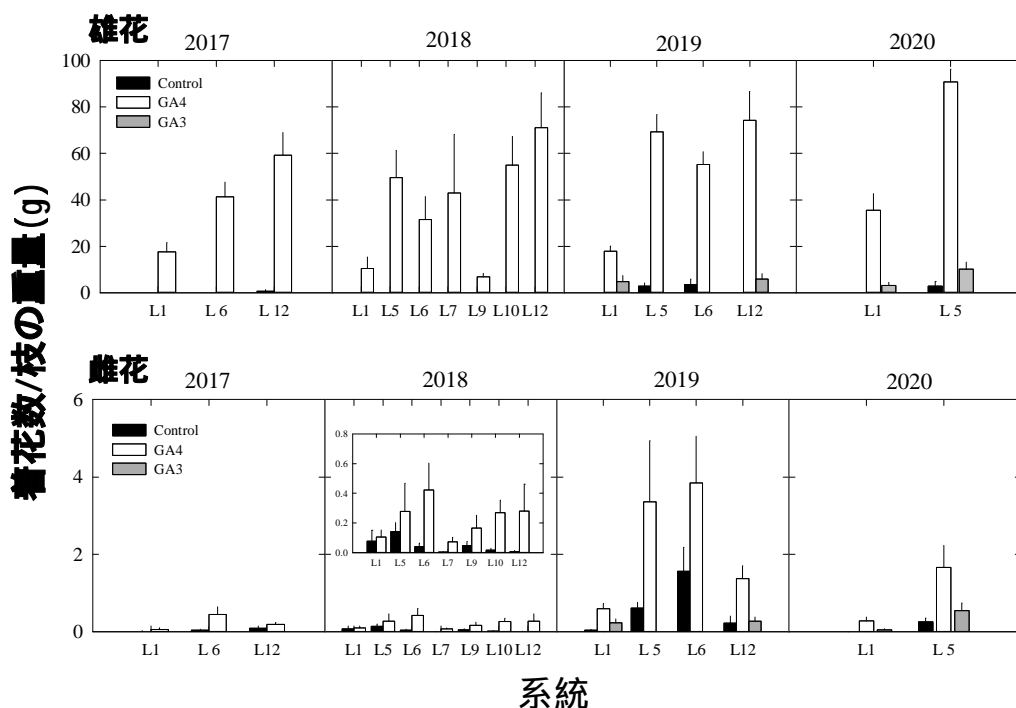 雄花
2017 2018 2019 2020
100
80
60
40
20
0
Control
GA4
GA3
L1 L 6 L 12 L1 L5 L6 L7 L9 L10 L12 L1 L 5 L6 L12 L1 L 5
着花数/枝の重量(g)
雌花
2017 2018 2019 2020
6
4
2
0
Control
GA4
GA3
0.8
0.6
0.4
0.2
0.0
L1 L5 L6 L7 L9 L10 L12
L1 L 6 L12 L1 L5 L6 L7 L9 L10 L12 L1 L 5 L6 L12 L1 L 5
系統